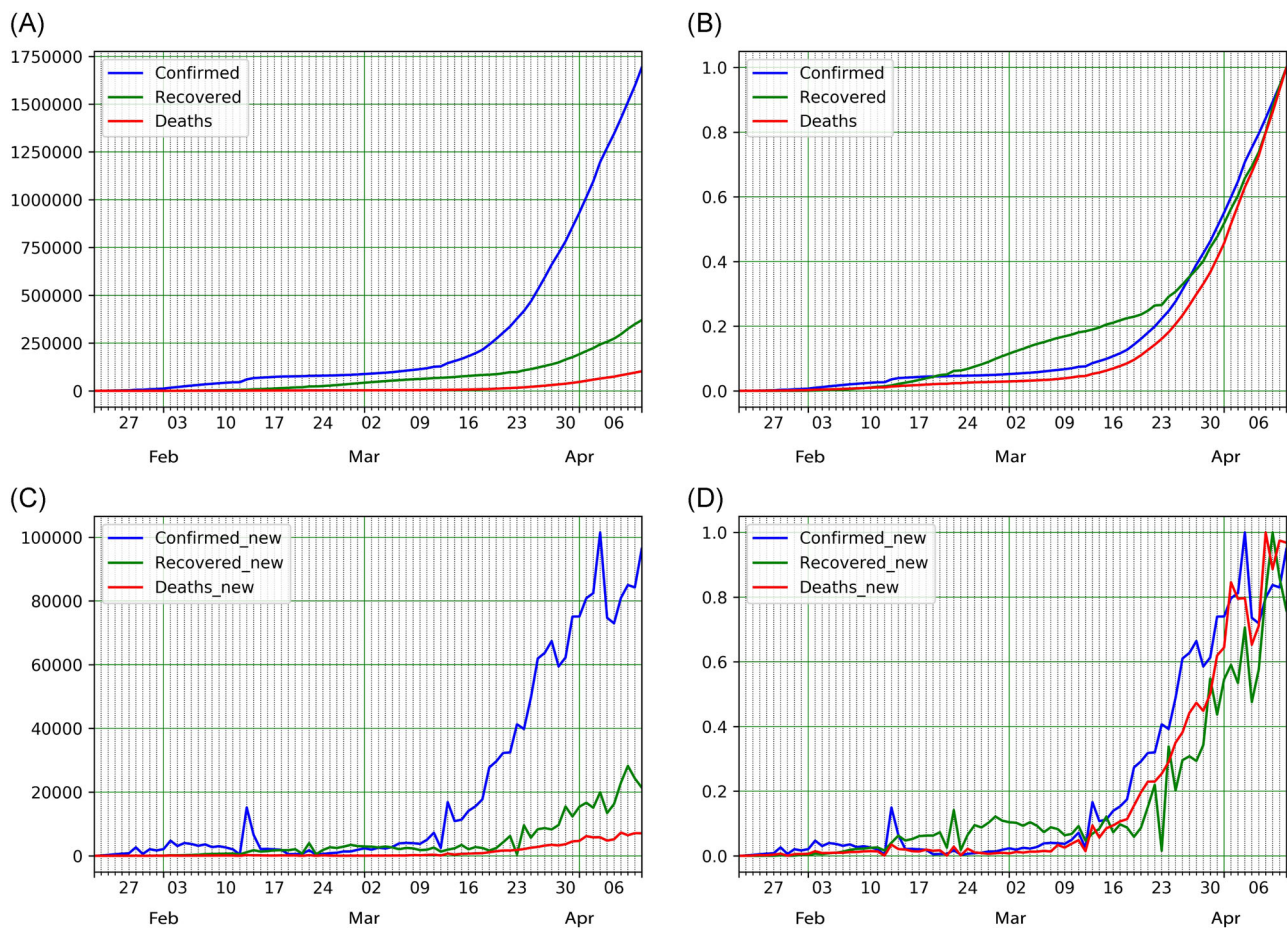 (A)
1750000
1500000
1250000
1000000
750000
500000
250000
0
Confirmed
Recovered
Deaths
27 03 10 17 24 02 09 16 23 30 06
Feb Mar Apr
(B)
1.0
0.8
0.6
0.4
0.2
0.0
Confirmed
Recovered
Deaths
27 03 10 17 24 02 09 16 23 30 06
Feb Mar Apr
(C)
100000
80000
60000
40000
20000
0
Confirmed_new
Recovered_new
Deaths_new
27 03 10 17 24 02 09 16 23 30 06
Feb Mar Apr
(D)
1.0
0.8
0.6
0.4
0.2
0.0
Confirmed_new
Recovered_new
Deaths_new
27 03 10 17 24 02 09 16 23 30 06
Feb Mar Apr